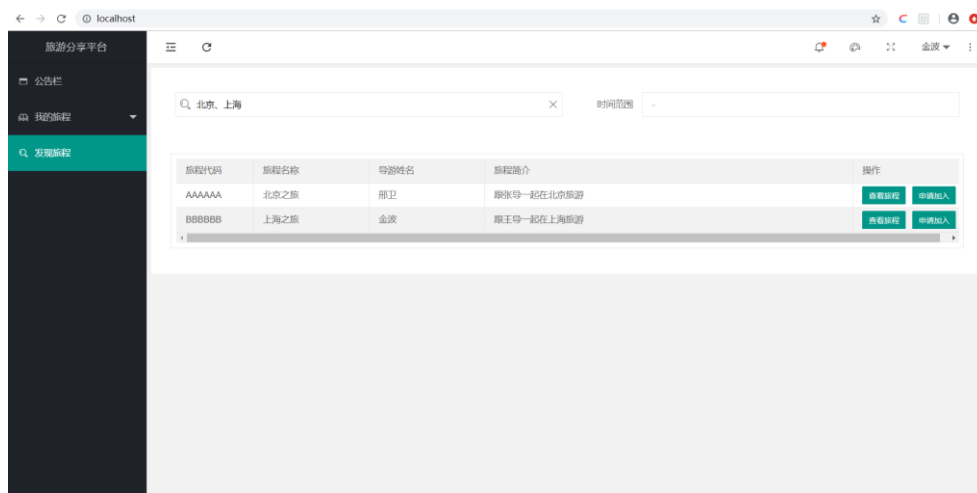 localhost
旅游分享平台
金波
公告栏
我的旅程
发现旅程
北京、上海
时间范围 -
旅程代码 旅程名称 导游姓名 旅程简介 操作
AAAAAA 北京之旅 邢卫 跟张导一起在北京旅游 查看旅程 申请加入
BBBBBB 上海之旅 金波 跟王导一起在上海旅游 查看旅程 申请加入